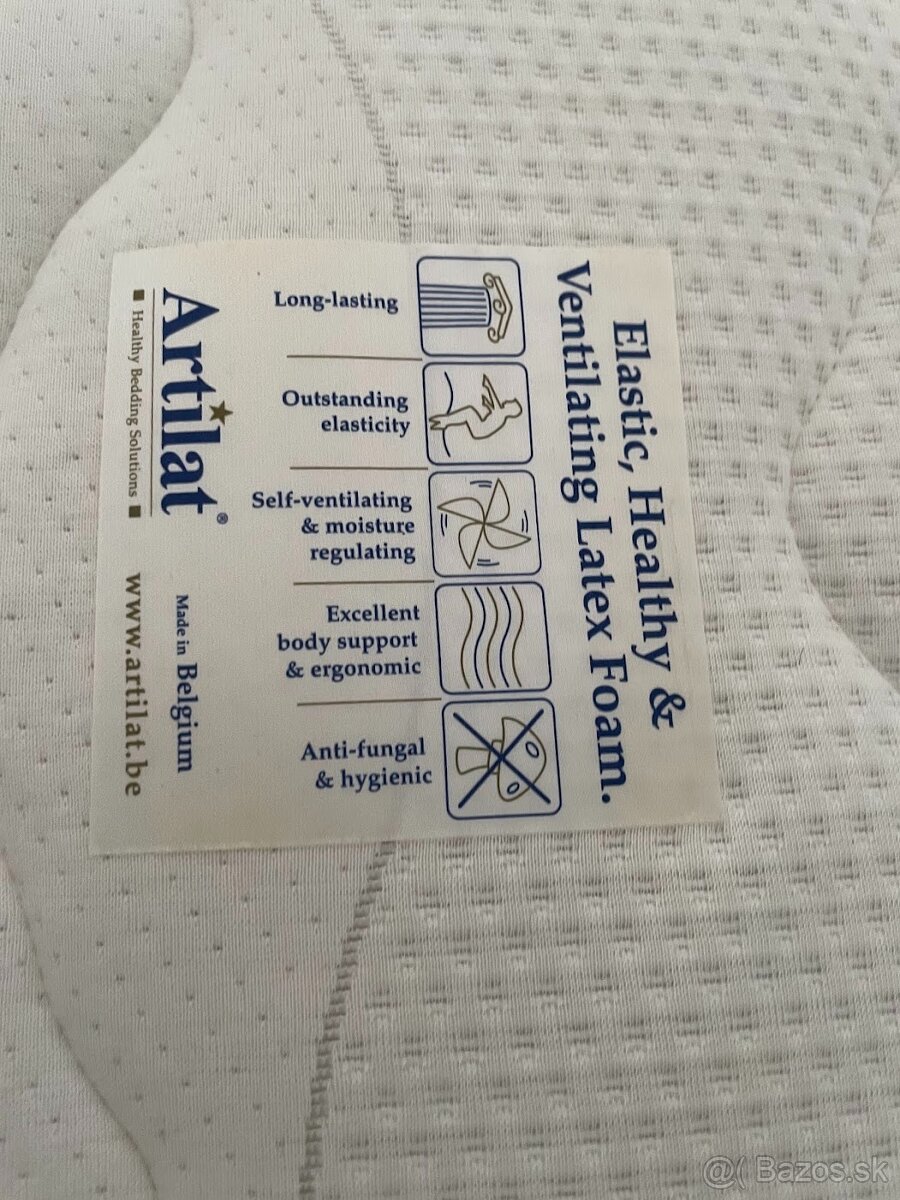 Elastic, Healthy &
Ventilating Latex Foam.
Long-lasting
Outstanding
elasticity
Self-ventilating
& moisture
regulating
Excellent
body support
& ergonomic
Anti-fungal
& hygienic
Artilat®
Healthy Bedding Solutions
Made in Belgium
www.artilat.be
@( Bazos.sk